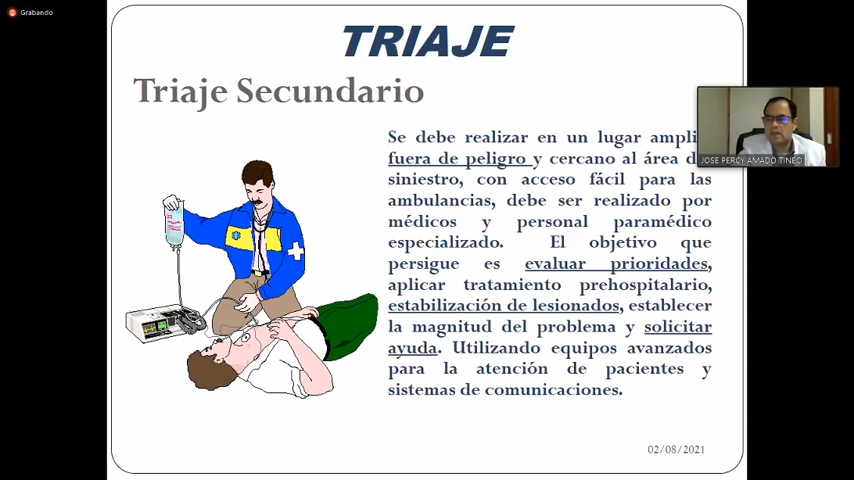 Grabando
TRIAJE
Triaje Secundario
Se debe realizar en un lugar
fuera de peligro y cercano al área
siniestro, con acceso fácil para las
ambulancias, debe ser realizado por
médicos y personal paramédico
especializado. El objetivo que
persigue es evaluar prioridades,
aplicar tratamiento prehospitalario,
estabilización de lesionados, establecer
la magnitud del problema y solicitar
ayuda. Utilizando equipos avanzados
para la atención de pacientes y
sistemas de comunicaciones.
JOSE PERCY AMADO TINEO
02/08/2021